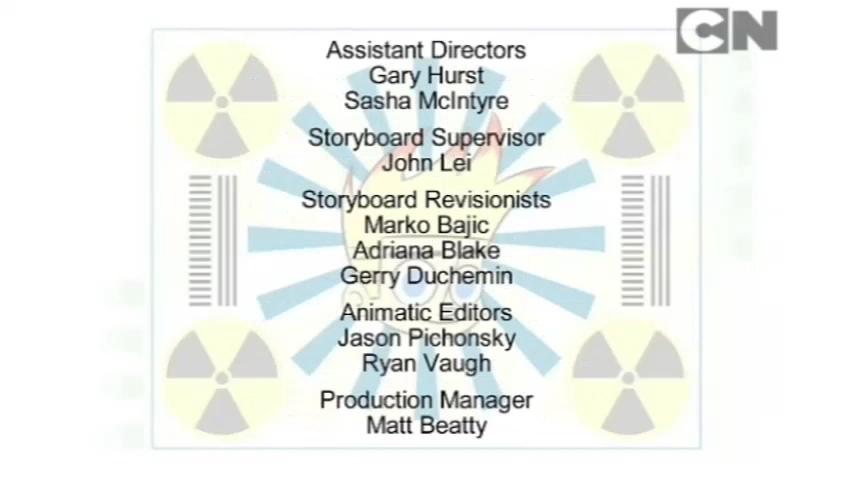 CN
Assistant Directors
Gary Hurst
Sasha McIntyre
Storyboard Supervisor
John Lei
Storyboard Revisionists
Marko Bajic
Adriana Blake
Gerry Duchemin
Animatic Editors
Jason Pichonsky
Ryan Vaugh
Production Manager
Matt Beatty